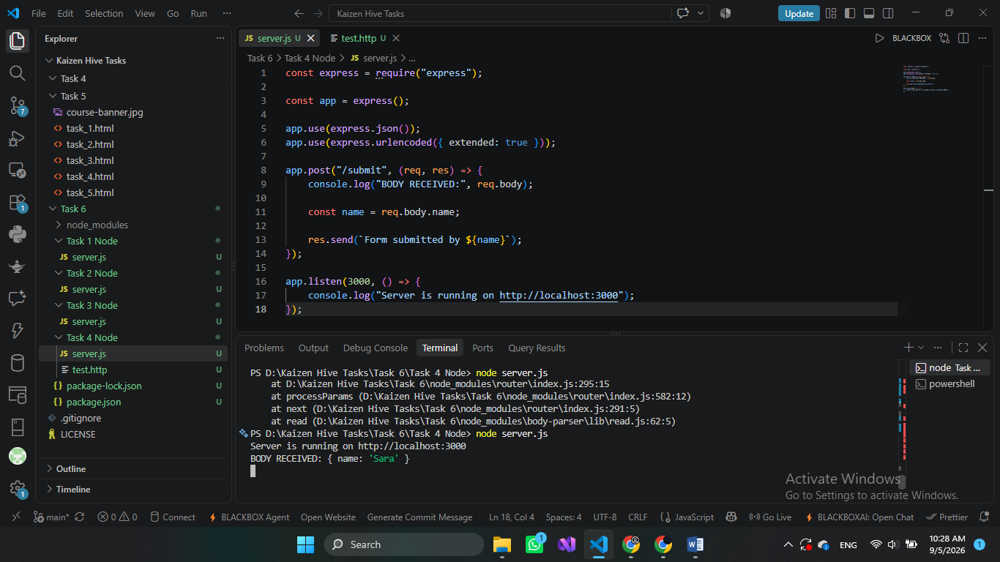 File Edit Selection View Go Run ··· Kaizen Hive Tasks Update
Explorer ···
Kaizen Hive Tasks
Task 4
Task 5
course-banner.jpg
task_1.html
task_2.html
task_3.html
task_4.html
task_5.html
Task 6
node_modules
Task 1 Node
JS server.js U
Task 2 Node
JS server.js U
Task 3 Node
JS server.js U
Task 4 Node
JS server.js U
test.http U
{} package-lock.json U
{} package.json U
.gitignore
LICENSE
Outline
Timeline
7
1
1
JS server.js U test.http U BLACKBOX ···
Task 6 > Task 4 Node > JS server.js > ...
1 const express = require("express");
2
3 const app = express();
4
5 app.use(express.json());
6 app.use(express.urlencoded({ extended: true }));
7
8 app.post("/submit", (req, res) => {
9 console.log("BODY RECEIVED:", req.body);
10
11 const name = req.body.name;
12
13 res.send(`Form submitted by ${name}`);
14 });
15
16 app.listen(3000, () => {
17 console.log("Server is running on http://localhost:3000");
18 });
Problems Output Debug Console Terminal Ports Query Results
PS D:\Kaizen Hive Tasks\Task 6\Task 4 Node> node server.js
at D:\Kaizen Hive Tasks\Task 6\node_modules\router\index.js:295:15
at processParams (D:\Kaizen Hive Tasks\Task 6\node_modules\router\index.js:582:12)
at next (D:\Kaizen Hive Tasks\Task 6\node_modules\router\index.js:291:5)
at read (D:\Kaizen Hive Tasks\Task 6\node_modules\body-parser\lib\read.js:62:5)
PS D:\Kaizen Hive Tasks\Task 6\Task 4 Node> node server.js
Server is running on http://localhost:3000
BODY RECEIVED: { name: 'Sara' }
node Task ...
powershell
Activate Windows
Go to Settings to activate Windows.
main* 0 0 Connect BLACKBOX Agent Open Website Generate Commit Message Ln 18, Col 4 Spaces: 4 UTF-8 CRLF {} JavaScript Go Live BLACKBOXAI: Open Chat Prettier
Search 1 ENG 10:28 AM 1
9/5/2026